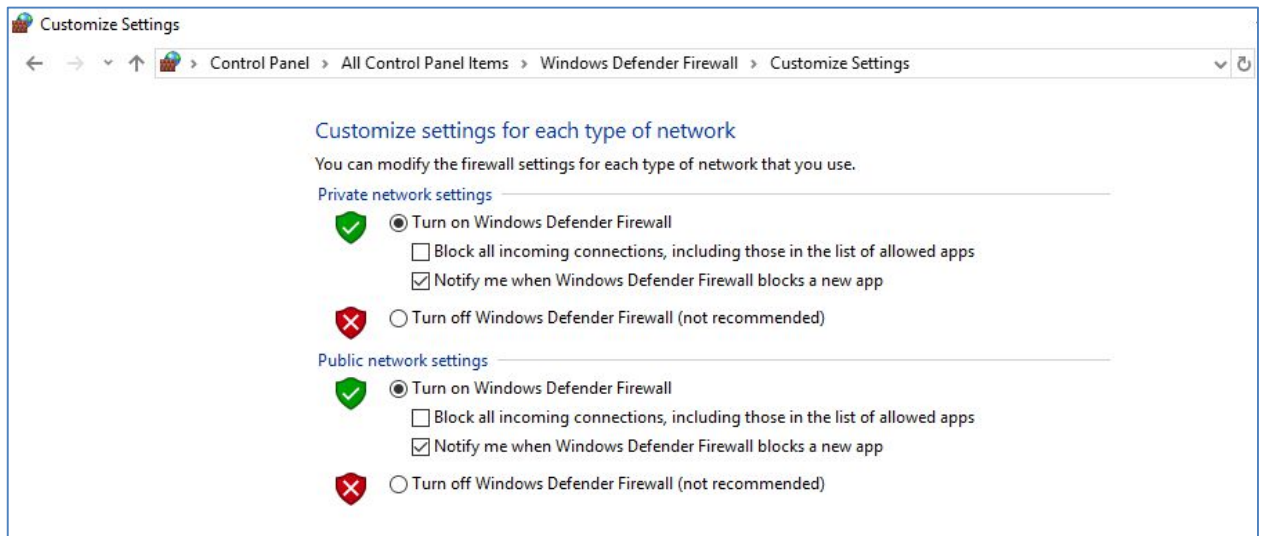 Customize Settings
Control Panel > All Control Panel Items > Windows Defender Firewall > Customize Settings
Customize settings for each type of network
You can modify the firewall settings for each type of network that you use.
Private network settings
Turn on Windows Defender Firewall
Block all incoming connections, including those in the list of allowed apps
Notify me when Windows Defender Firewall blocks a new app
Turn off Windows Defender Firewall (not recommended)
Public network settings
Turn on Windows Defender Firewall
Block all incoming connections, including those in the list of allowed apps
Notify me when Windows Defender Firewall blocks a new app
Turn off Windows Defender Firewall (not recommended)